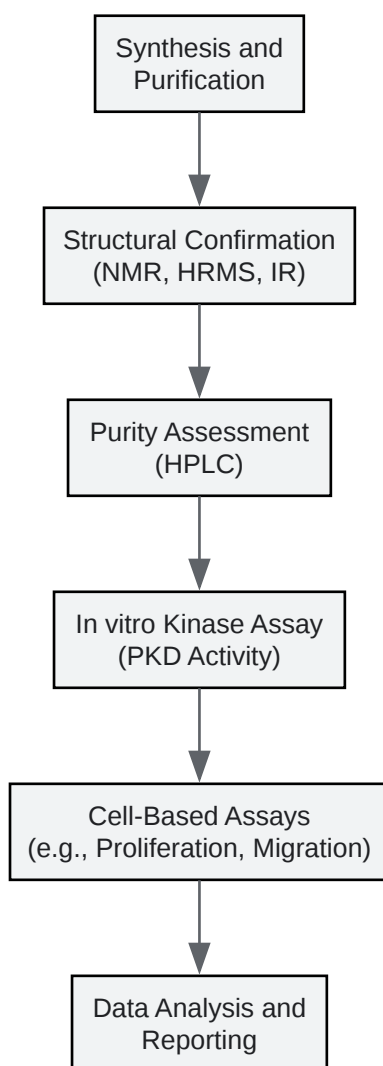 Synthesis and
Purification
Structural Confirmation
(NMR, HRMS, IR)
Purity Assessment
(HPLC)
In vitro Kinase Assay
(PKD Activity)
Cell-Based Assays
(e.g., Proliferation, Migration)
Data Analysis and
Reporting